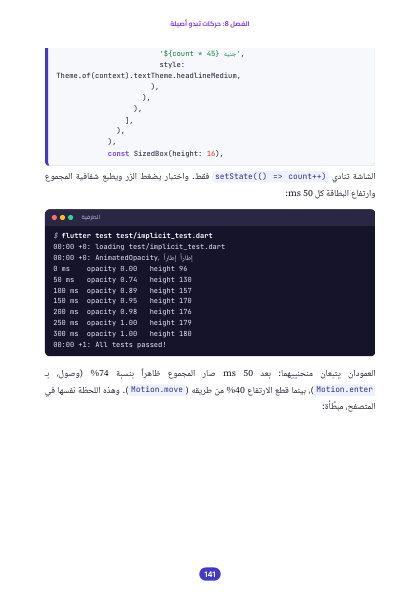 الفصل 8: حركات تبدو أصيلة
'${count * 45} جنيه',
style:
Theme.of(context).textTheme.headlineMedium,
),
),
],
),
),
const SizedBox(height: 16),
الشاشة تنادي setState(() => count++) فقط. واختبار يضغط الزر ويطبع شفافية المجموع
وارتفاع البطاقة كل 50 ms:
الطرفية
$ flutter test test/implicit_test.dart
00:00 +0: loading test/implicit_test.dart
00:00 +0: AnimatedOpacity، إطاراً إطاراً
0 ms opacity 0.00 height 96
50 ms opacity 0.74 height 130
100 ms opacity 0.89 height 157
150 ms opacity 0.95 height 170
200 ms opacity 0.98 height 176
250 ms opacity 1.00 height 179
300 ms opacity 1.00 height 180
00:00 +1: All tests passed!
العمودان يتبعان منحنييهما: بعد 50 ms صار المجموع ظاهراً بنسبة 74% (وصول، بـ
Motion.enter)، بينما قطع الارتفاع 40% من طريقه (Motion.move). وهذه اللحظة نفسها في
المتصفح، مبطّأة:
141